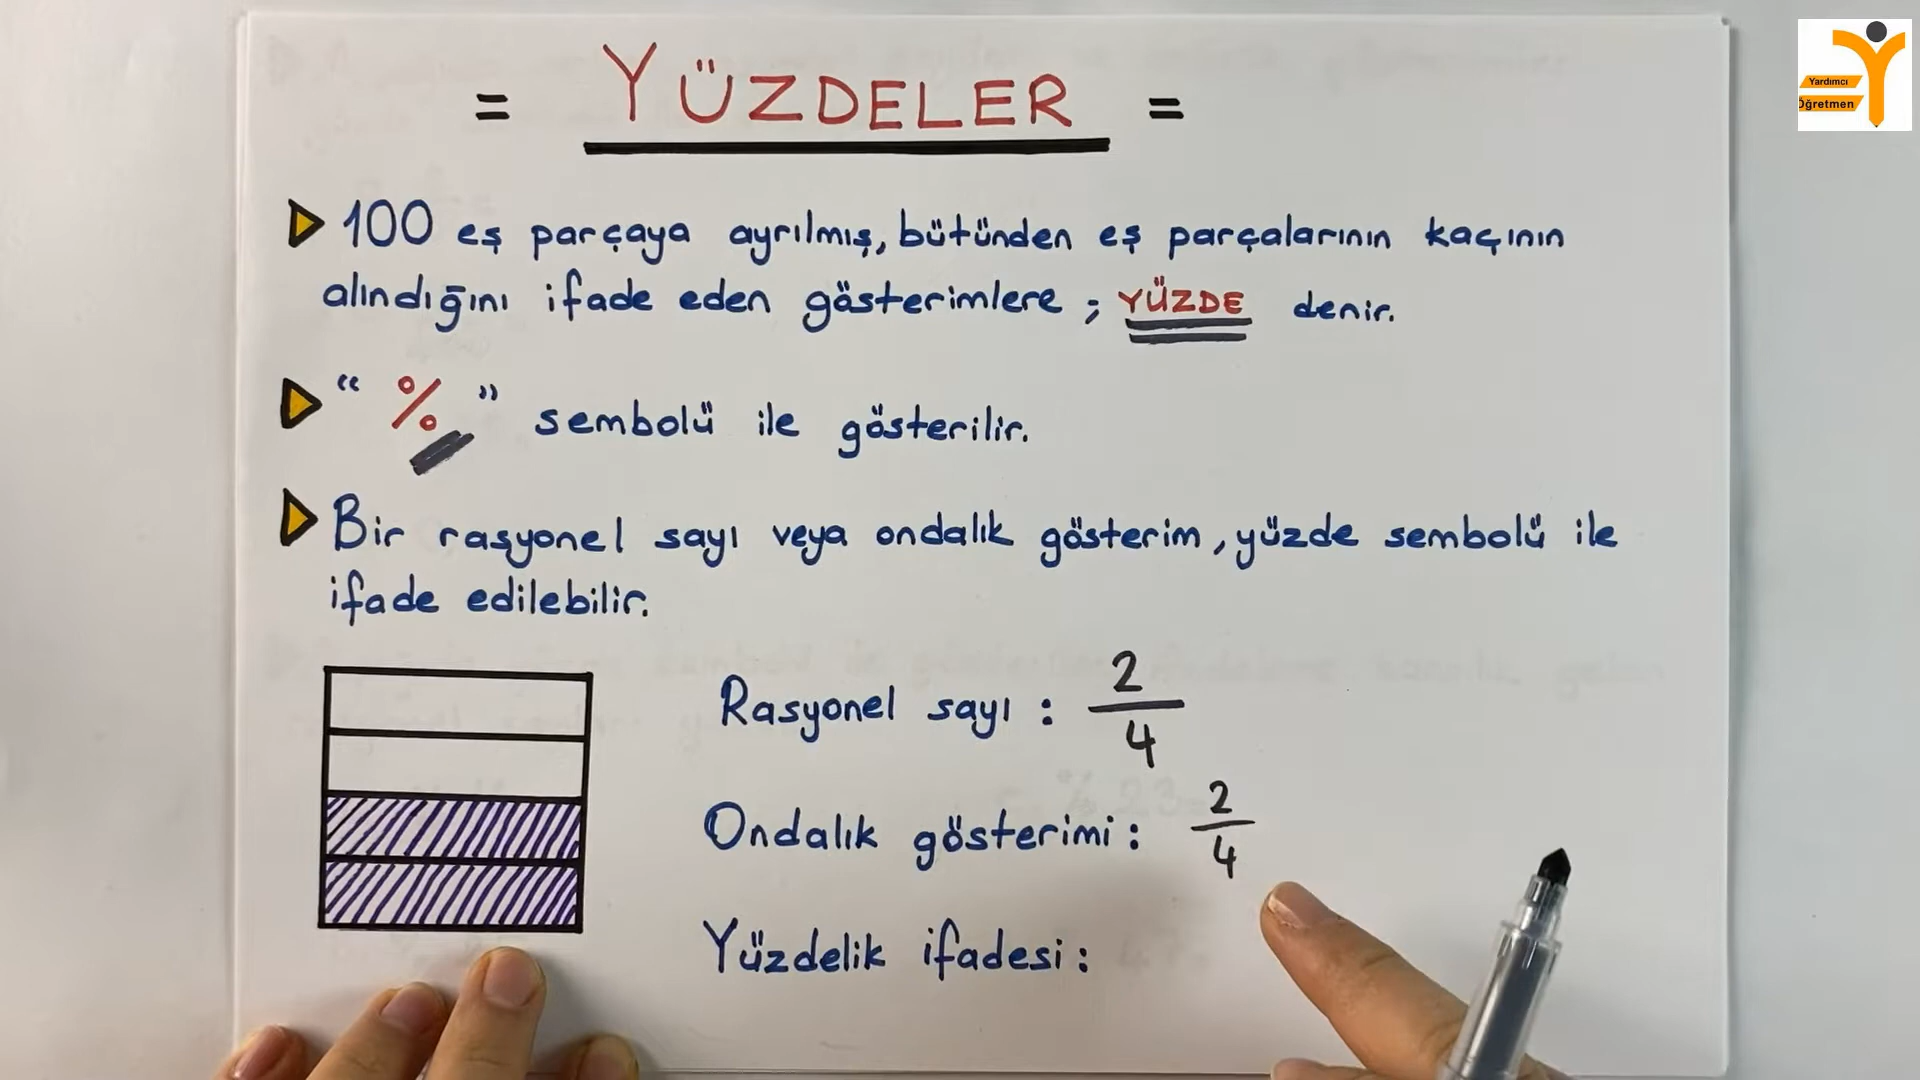 = YÜZDELER =
100 eş parçaya ayrılmış, bütünden eş parçalarının kaçının
alındığını ifade eden gösterimlere ; YÜZDE denir.
“ % ” sembolü ile gösterilir.
Bir rasyonel sayı veya ondalık gösterim, yüzde sembolü ile
ifade edilebilir.
Rasyonel sayı : 2/4
Ondalık gösterimi : 2/4
Yüzdelik ifadesi :
Yardımcı
Öğretmen